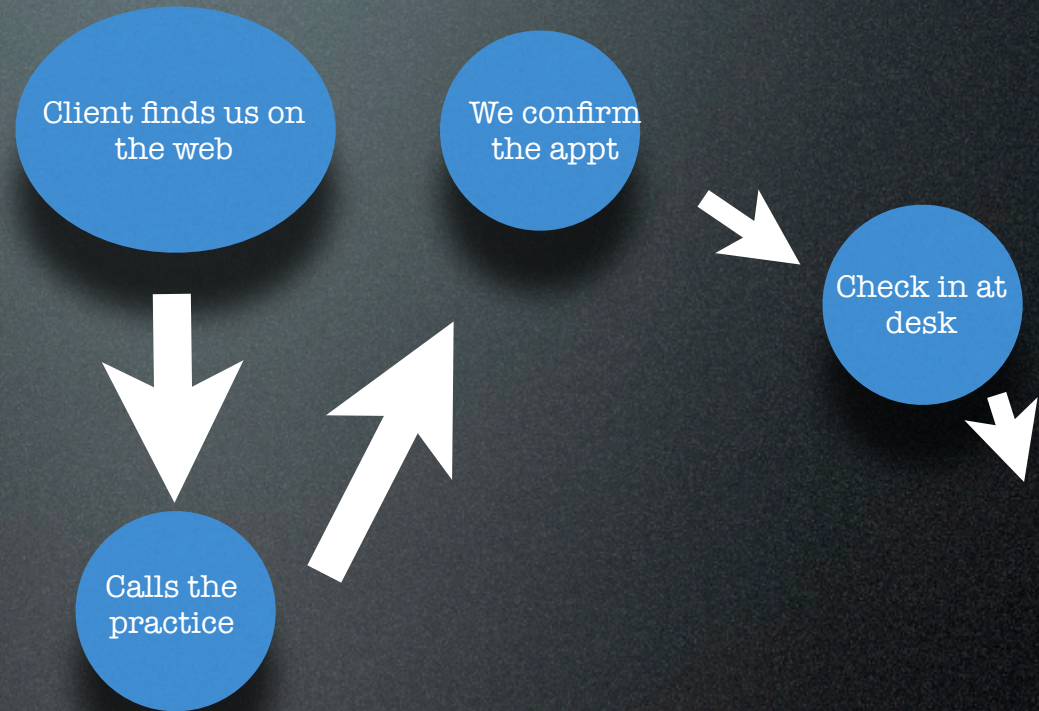 Client finds us on
the web
Calls the
practice
We confirm
the appt
Check in at
desk